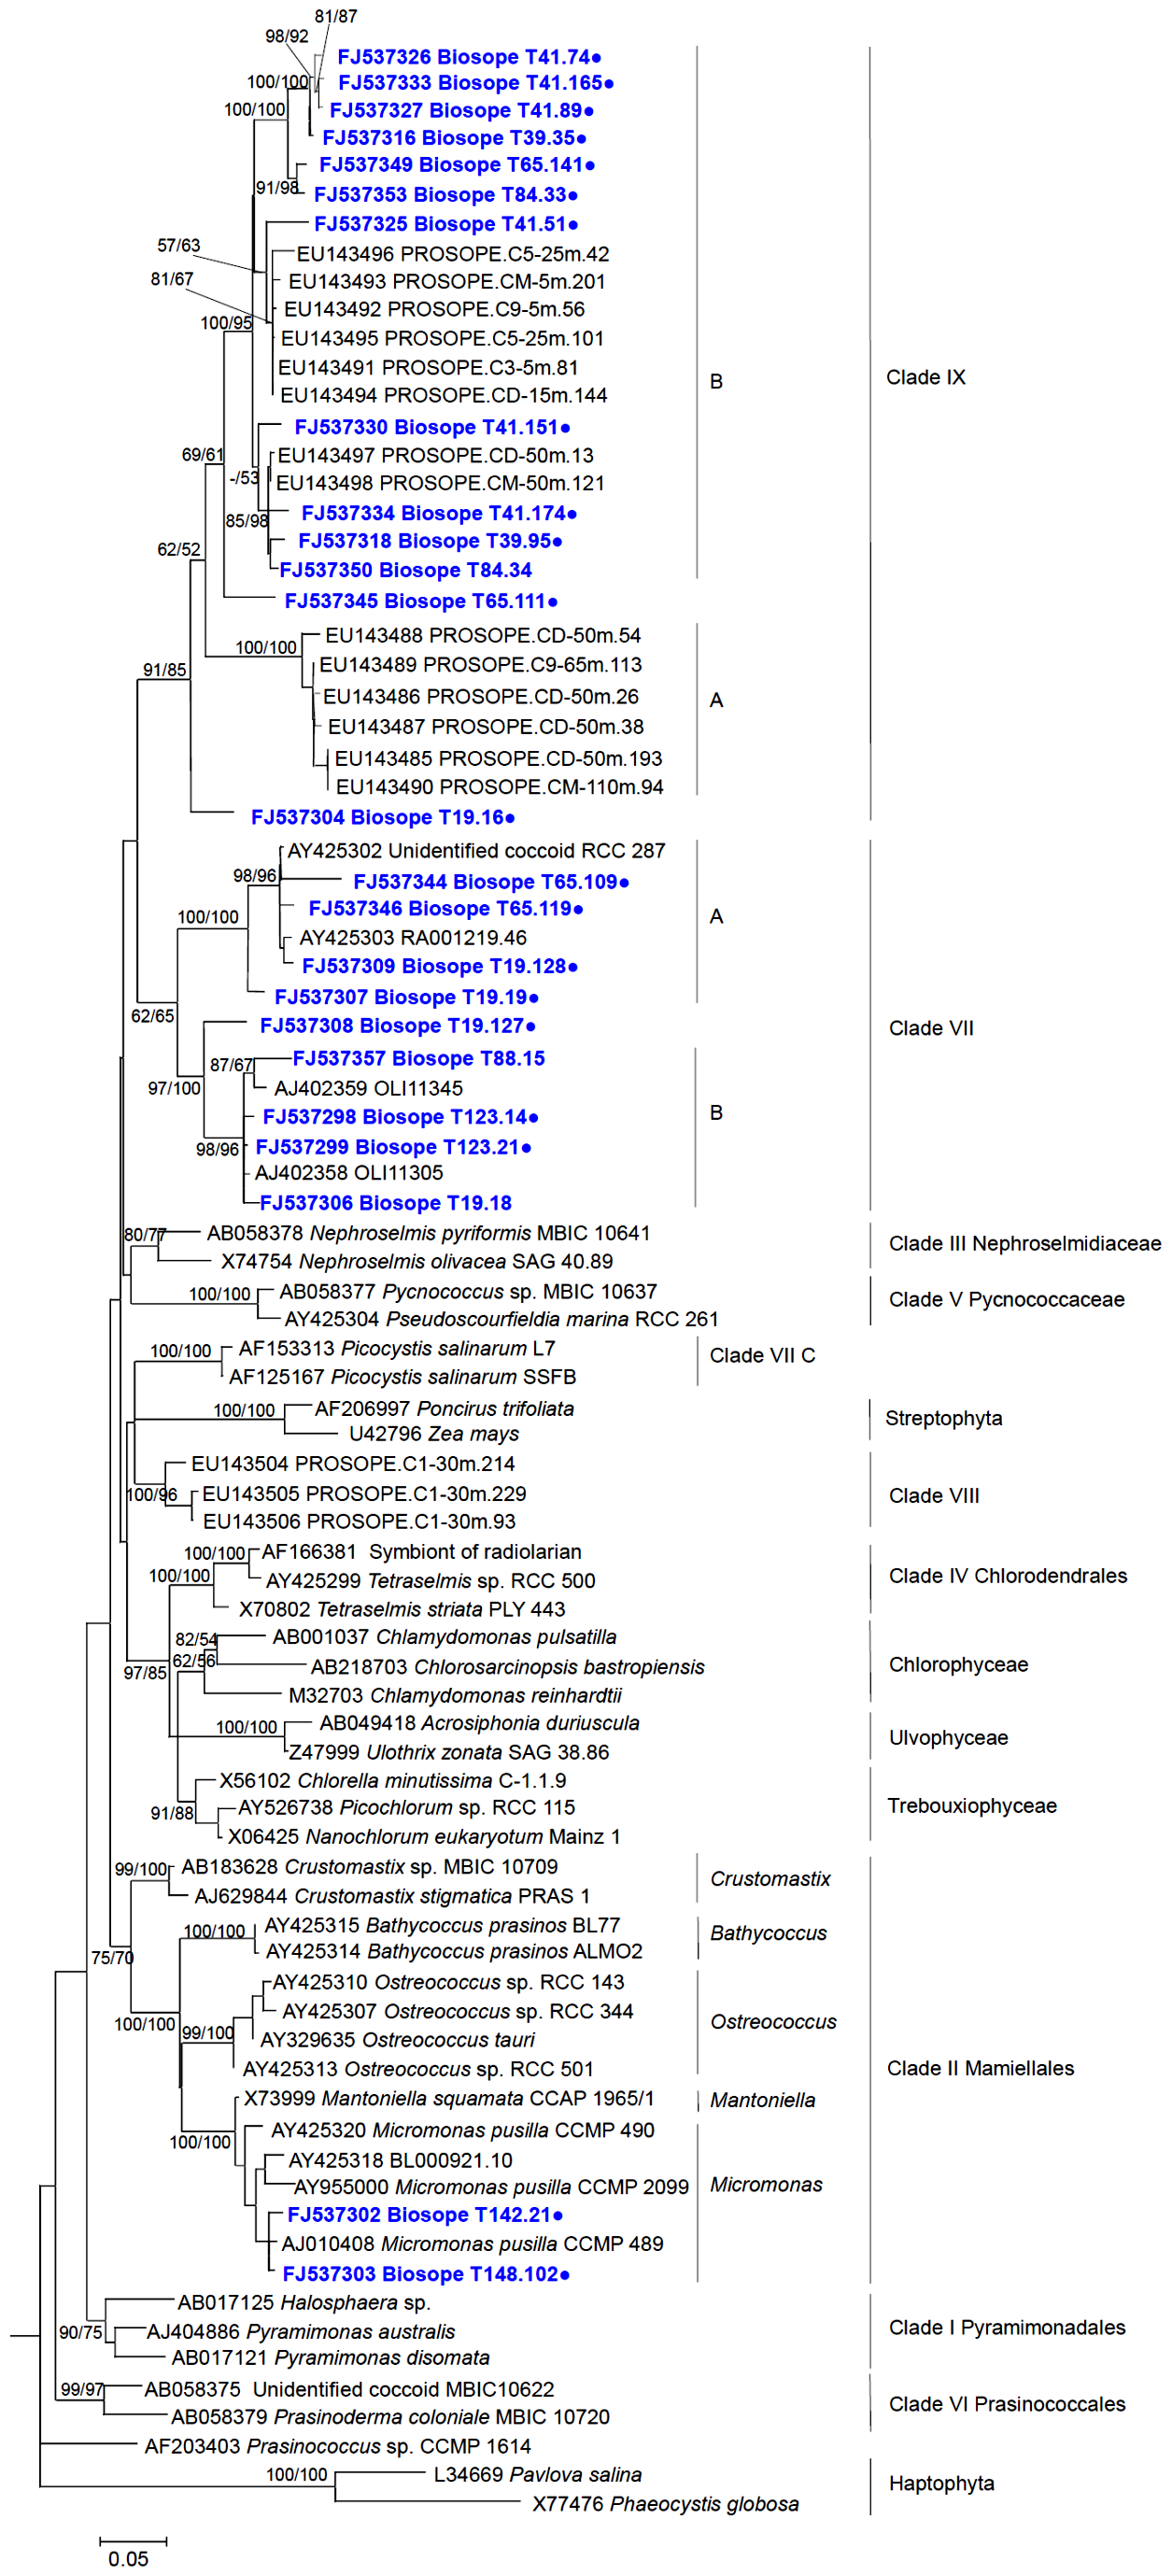 81/87
98/92
FJ537326 Biosope T41.74●
100/100
FJ537333 Biosope T41.165●
100/100
FJ537327 Biosope T41.89●
FJ537316 Biosope T39.35●
FJ537349 Biosope T65.141●
91/98
FJ537353 Biosope T84.33●
FJ537325 Biosope T41.51●
57/63
EU143496 PROSOPE.C5-25m.42
81/67
EU143493 PROSOPE.CM-5m.201
EU143492 PROSOPE.C9-5m.56
100/95
EU143495 PROSOPE.C5-25m.101
EU143491 PROSOPE.C3-5m.81
B
Clade IX
EU143494 PROSOPE.CD-15m.144
FJ537330 Biosope T41.151●
69/61
EU143497 PROSOPE.CD-50m.13
-/53
EU143498 PROSOPE.CM-50m.121
85/98
FJ537334 Biosope T41.174●
FJ537318 Biosope T39.95●
62/52
FJ537350 Biosope T84.34
FJ537345 Biosope T65.111●
EU143488 PROSOPE.CD-50m.54
100/100
EU143489 PROSOPE.C9-65m.113
91/85
EU143486 PROSOPE.CD-50m.26
A
EU143487 PROSOPE.CD-50m.38
EU143485 PROSOPE.CD-50m.193
EU143490 PROSOPE.CM-110m.94
FJ537304 Biosope T19.16●
AY425302 Unidentified coccoid RCC 287
98/96
FJ537344 Biosope T65.109●
FJ537346 Biosope T65.119●
100/100
A
AY425303 RA001219.46
FJ537309 Biosope T19.128●
FJ537307 Biosope T19.19●
62/65
FJ537308 Biosope T19.127●
Clade VII
87/67
FJ537357 Biosope T88.15
97/100
AJ402359 OLI11345
FJ537298 Biosope T123.14●
B
98/96
FJ537299 Biosope T123.21●
AJ402358 OLI11305
FJ537306 Biosope T19.18
80/77
AB058378 Nephroselmis pyriformis MBIC 10641
Clade III Nephroselmidiaceae
X74754 Nephroselmis olivacea SAG 40.89
100/100
AB058377 Pycnococcus sp. MBIC 10637
Clade V Pycnococcaceae
AY425304 Pseudoscourfieldia marina RCC 261
100/100
AF153313 Picocystis salinarum L7
Clade VII C
AF125167 Picocystis salinarum SSFB
100/100
AF206997 Poncirus trifoliata
Streptophyta
U42796 Zea mays
EU143504 PROSOPE.C1-30m.214
100/96
EU143505 PROSOPE.C1-30m.229
Clade VIII
EU143506 PROSOPE.C1-30m.93
100/100
AF166381 Symbiont of radiolarian
100/100
AY425299 Tetraselmis sp. RCC 500
Clade IV Chlorodendrales
X70802 Tetraselmis striata PLY 443
82/54
AB001037 Chlamydomonas pulsatilla
62/56
97/85
AB218703 Chlorosarcinopsis bastropiensis
Chlorophyceae
M32703 Chlamydomonas reinhardtii
100/100
AB049418 Acrosiphonia duriuscula
Ulvophyceae
Z47999 Ulothrix zonata SAG 38.86
X56102 Chlorella minutissima C-1.1.9
91/88
AY526738 Picochlorum sp. RCC 115
Trebouxiophyceae
X06425 Nanochlorum eukaryotum Mainz 1
99/100
AB183628 Crustomastix sp. MBIC 10709
Crustomastix
AJ629844 Crustomastix stigmatica PRAS 1
100/100
AY425315 Bathycoccus prasinos BL77
Bathycoccus
75/70
AY425314 Bathycoccus prasinos ALMO2
AY425310 Ostreococcus sp. RCC 143
100/100
99/100
AY425307 Ostreococcus sp. RCC 344
Ostreococcus
AY329635 Ostreococcus tauri
AY425313 Ostreococcus sp. RCC 501
Clade II Mamiellales
X73999 Mantoniella squamata CCAP 1965/1
Mantoniella
100/100
AY425320 Micromonas pusilla CCMP 490
AY425318 BL000921.10
AY955000 Micromonas pusilla CCMP 2099
Micromonas
FJ537302 Biosope T142.21●
AJ010408 Micromonas pusilla CCMP 489
FJ537303 Biosope T148.102●
AB017125 Halosphaera sp.
90/75
AJ404886 Pyramimonas australis
Clade I Pyramimonadales
AB017121 Pyramimonas disomata
99/97
AB058375 Unidentified coccoid MBIC10622
Clade VI Prasinococcales
AB058379 Prasinoderma coloniale MBIC 10720
AF203403 Prasinococcus sp. CCMP 1614
100/100
L34669 Pavlova salina
Haptophyta
X77476 Phaeocystis globosa
0.05